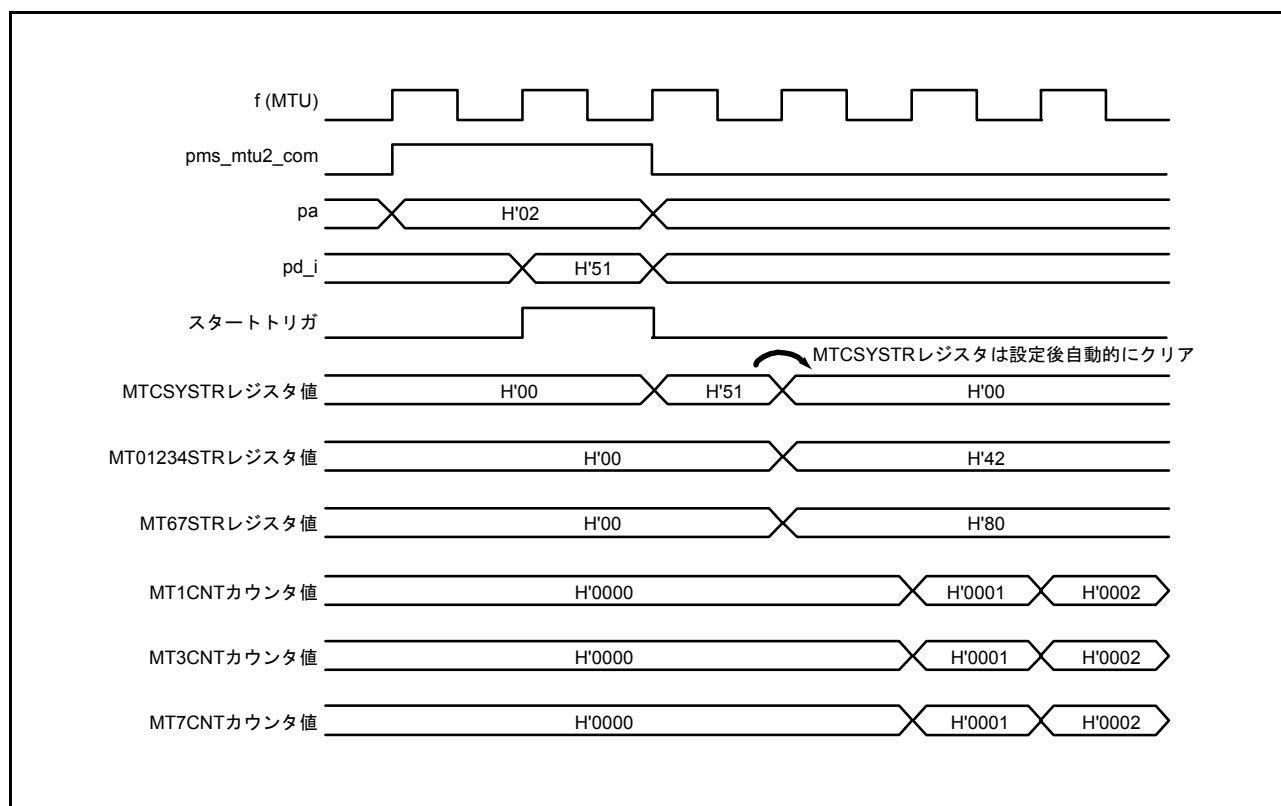 f (MTU)
pms_mtu2_com
pa H'02
pd_i H'51
スタートトリガ
MTCSYSTRレジスタは設定後自動的にクリア
MTCSYSTRレジスタ値 H'00 H'51 H'00
MT01234STRレジスタ値 H'00 H'42
MT67STRレジスタ値 H'00 H'80
MT1CNTカウンタ値 H'0000 H'0001 H'0002
MT3CNTカウンタ値 H'0000 H'0001 H'0002
MT7CNTカウンタ値 H'0000 H'0001 H'0002